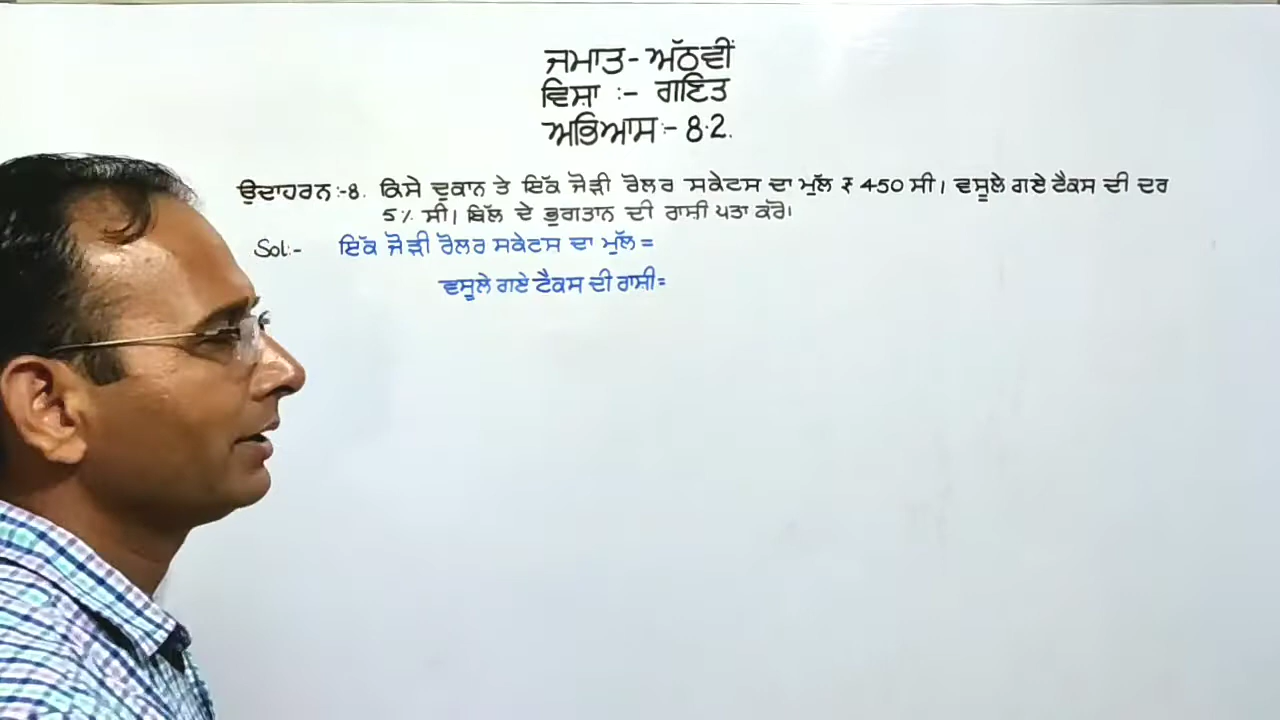 ਜਮਾਤ - ਅੱਠਵੀਂ
ਵਿਸ਼ਾ :- ਗਣਿਤ
ਅਭਿਆਸ :- 8.2.
ਉਦਾਹਰਨ :-8. ਕਿਸੇ ਦੁਕਾਨ ਤੇ ਇੱਕ ਜੋੜੀ ਰੋਲਰ ਸਕੇਟਸ ਦਾ ਮੁੱਲ ₹ 450 ਸੀ। ਵਸੂਲੇ ਗਏ ਟੈਕਸ ਦੀ ਦਰ
5% ਸੀ। ਬਿੱਲ ਦੇ ਭੁਗਤਾਨ ਦੀ ਰਾਸ਼ੀ ਪਤਾ ਕਰੋ।
Sol:- ਇੱਕ ਜੋੜੀ ਰੋਲਰ ਸਕੇਟਸ ਦਾ ਮੁੱਲ =
ਵਸੂਲੇ ਗਏ ਟੈਕਸ ਦੀ ਰਾਸ਼ੀ =